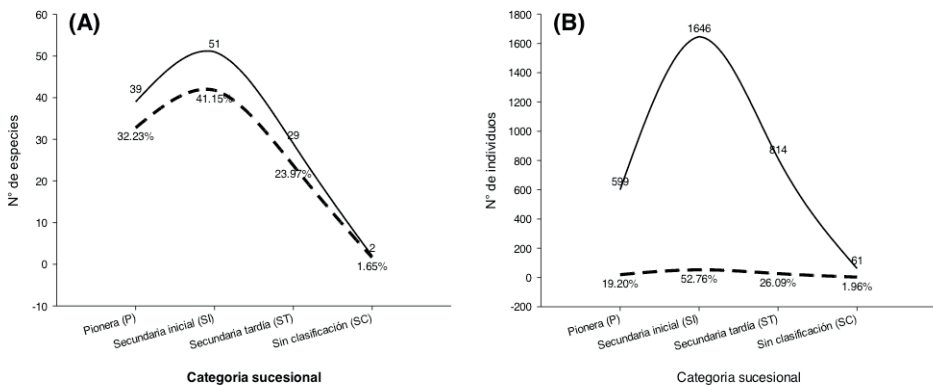 (A)
N° de especies
60
50
40
30
20
10
0
-10
39
51
29
2
32.23%
41.15%
23.97%
1.65%
Pionera (P)
Secundaria inicial (SI)
Secundaria tardía (ST)
Sin clasificación (SC)
Categoria sucesional
(B)
N° de individuos
1800
1600
1400
1200
1000
800
600
400
200
0
-200
599
1646
814
61
19.20%
52.76%
26.09%
1.96%
Pionera (P)
Secundaria inicial (SI)
Secundaria tardía (ST)
Sin clasificación (SC)
Categoria sucesional